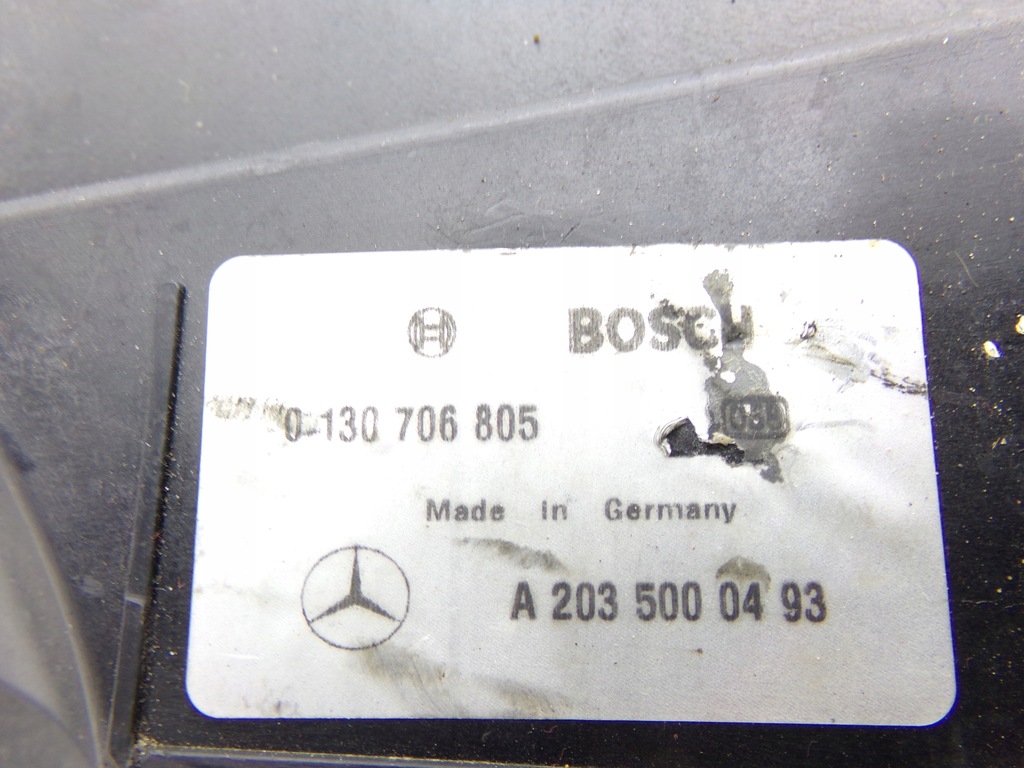 BOSCH
0 130 706 805
Made in Germany
A 203 500 04 93